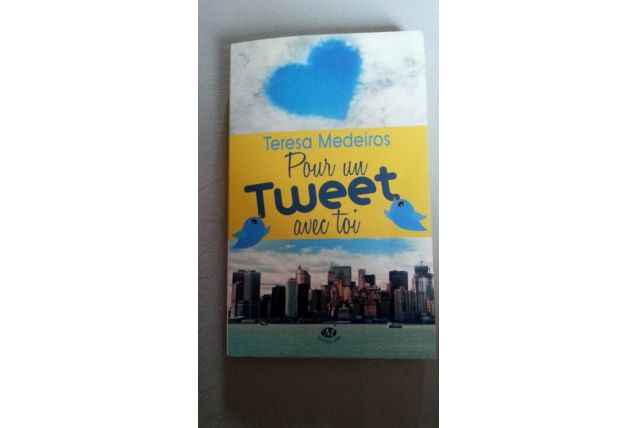 Teresa Medeiros
Pour un
Tweet
avec toi
M